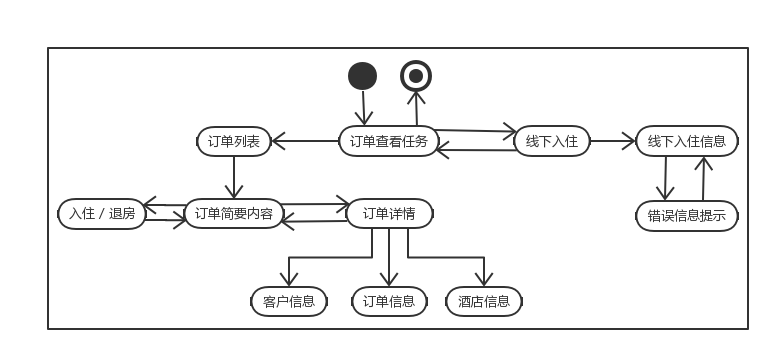 订单列表
订单查看任务
线下入住
线下入住信息
入住 / 退房
订单简要内容
订单详情
错误信息提示
客户信息
订单信息
酒店信息